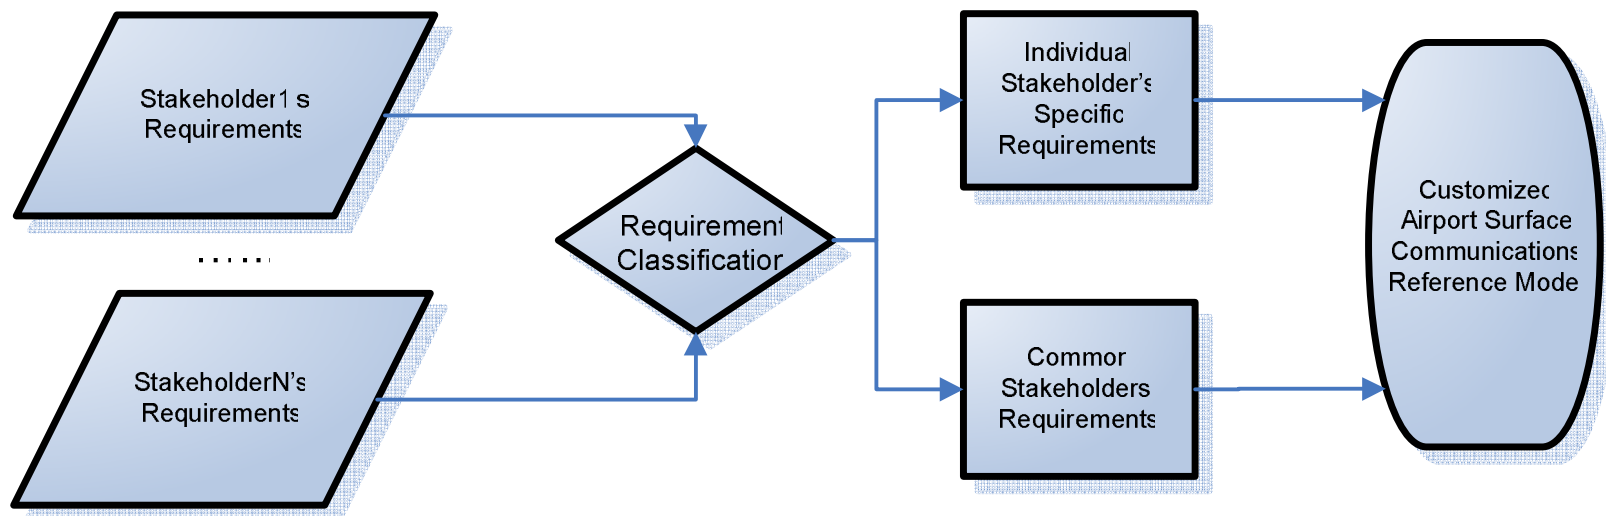 Stakeholder1 s
Requirements
......
StakeholderN's
Requirements
Requirement
Classification
Individual
Stakeholder's
Specific
Requirements
Common
Stakeholders
Requirements
Customized
Airport Surface
Communications
Reference Model